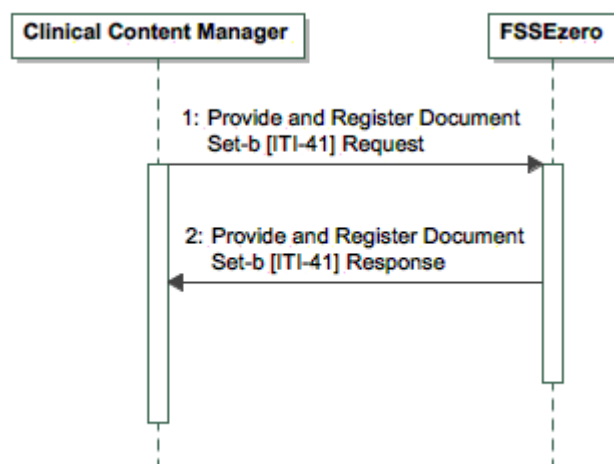 Clinical Content Manager
FSSEzero
1: Provide and Register Document
Set-b [ITI-41] Request
2: Provide and Register Document
Set-b [ITI-41] Response